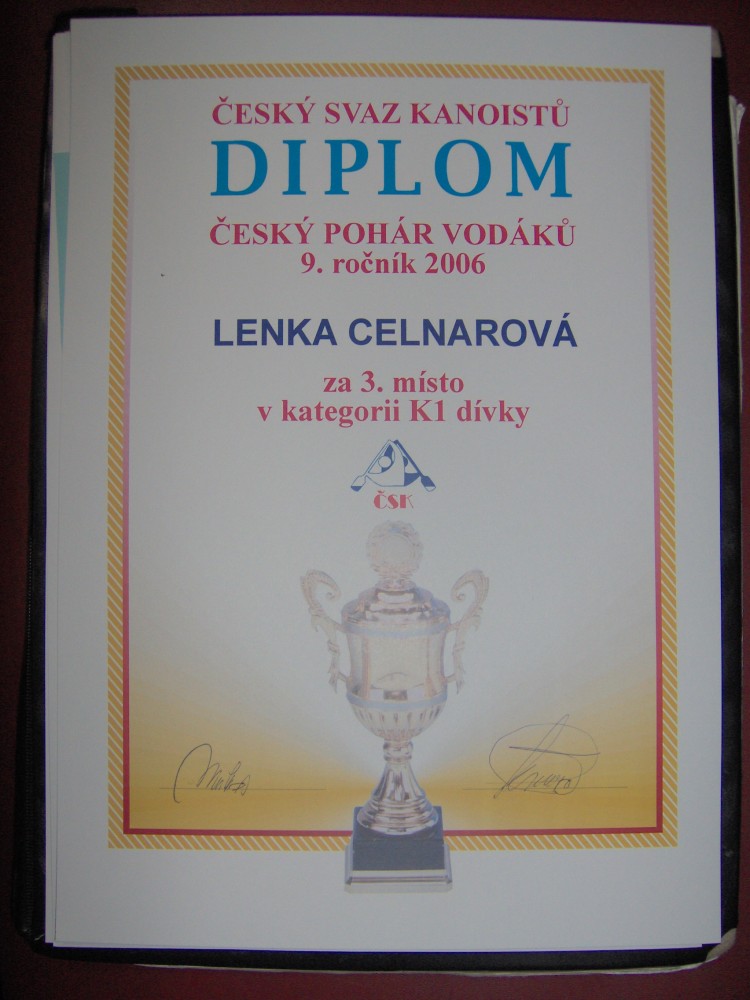 ČESKÝ SVAZ KANOISTŮ
DIPLOM
ČESKÝ POHÁR VODÁKŮ
9. ročník 2006
LENKA CELNAROVÁ
za 3. místo
v kategorii K1 dívky
ČSK